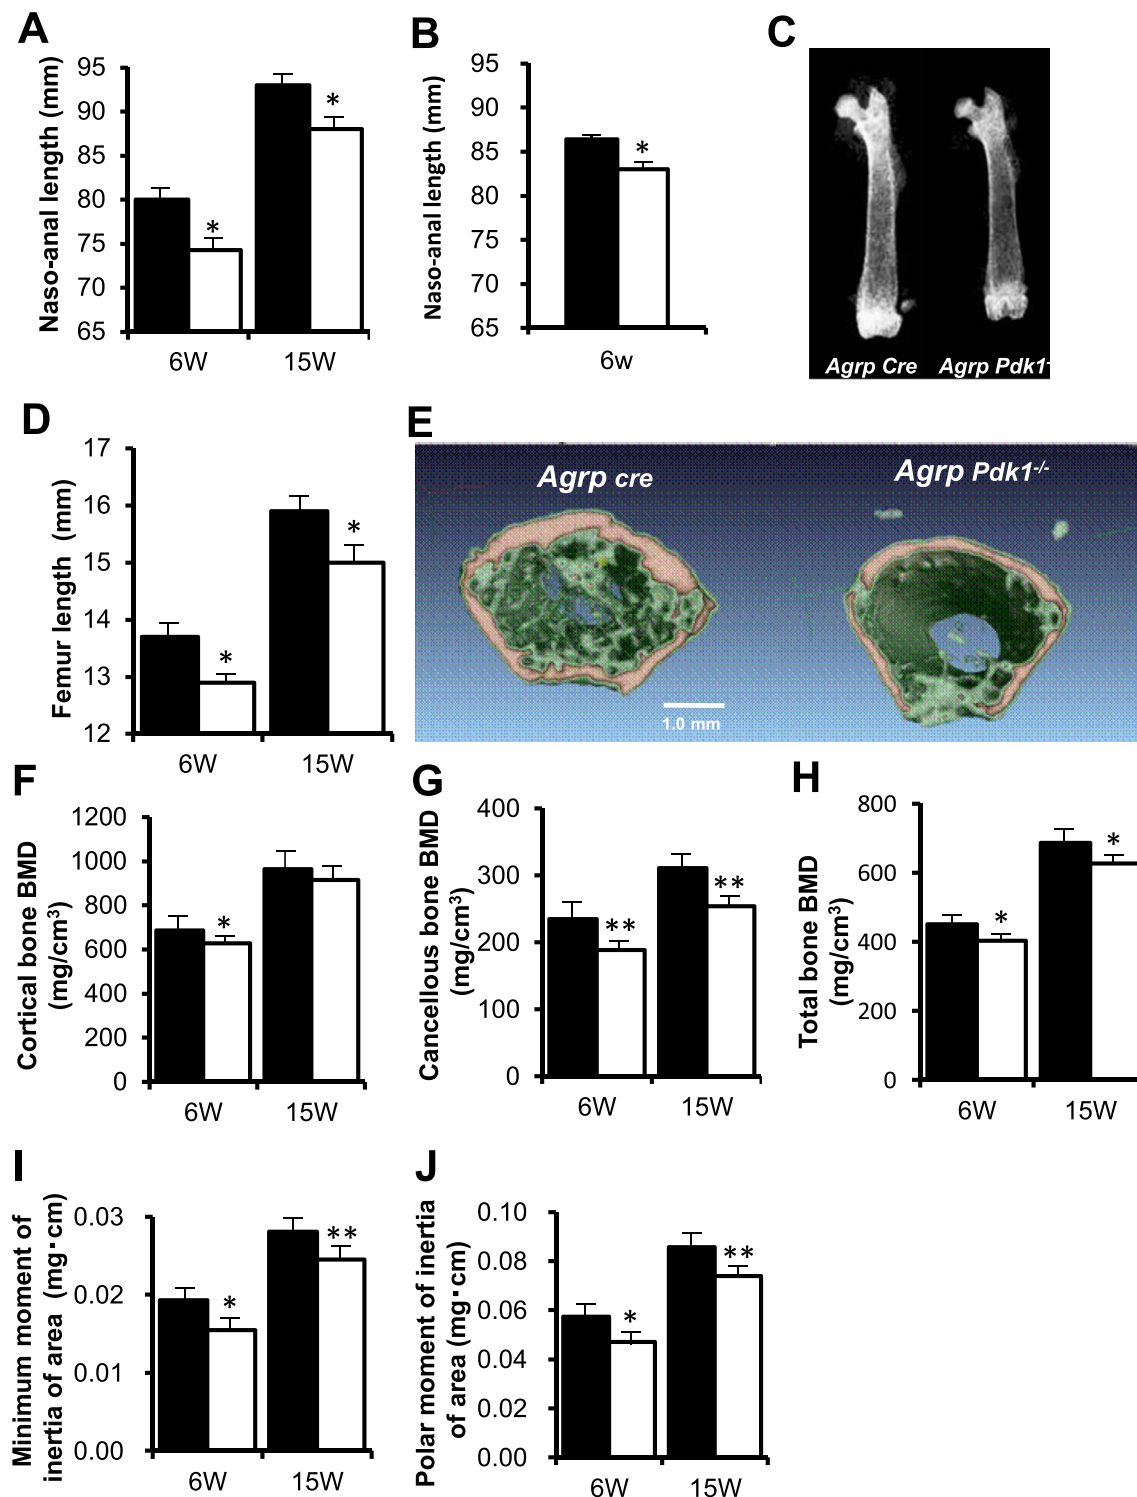 A
Naso-anal length (mm)
95
90
85
80
75
70
65
*
*
6W
15W
B
Naso-anal length (mm)
95
90
85
80
75
70
65
*
6w
C
Agrp Cre
Agrp Pdk1-
D
Femur length (mm)
17
16
15
14
13
12
*
*
6W
15W
E
Agrp cre
Agrp Pdk1-/-
1.0 mm
F
Cortical bone BMD
(mg/cm3)
1200
1000
800
600
400
200
0
*
6W
15W
G
Cancellous bone BMD
(mg/cm3)
400
300
200
100
0
**
**
6W
15W
H
Total bone BMD
(mg/cm3)
800
600
400
200
0
*
*
6W
15W
I
Minimum moment of
inertia of area (mg・cm)
0.03
0.02
0.01
0.00
*
**
6W
15W
J
Polar moment of inertia
of area (mg・cm)
0.10
0.08
0.06
0.04
0.02
0.00
*
**
6W
15W